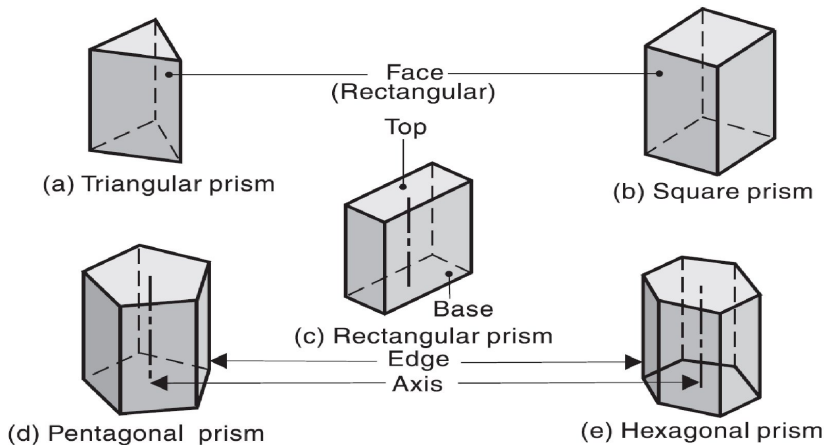 Face
(Rectangular)
Top
(a) Triangular prism
(b) Square prism
Base
(c) Rectangular prism
Edge
Axis
(d) Pentagonal prism
(e) Hexagonal prism